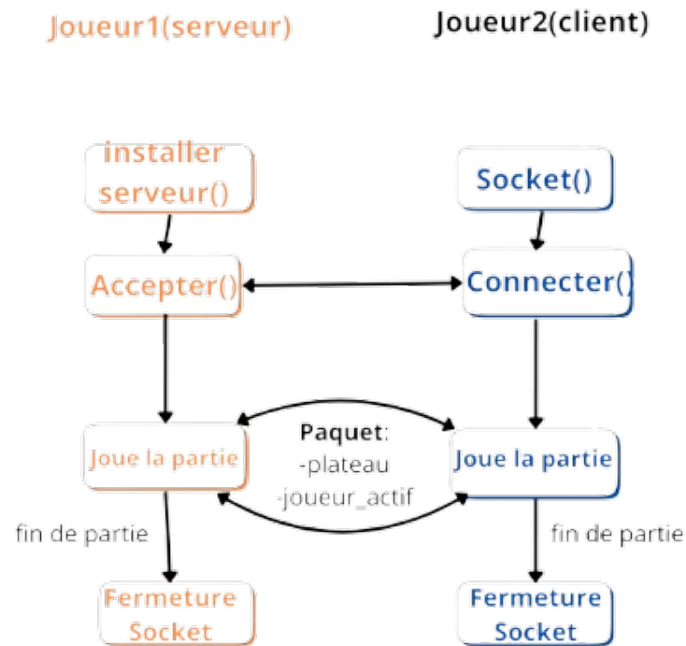 Joueur1(serveur)
Joueur2(client)
installer
serveur()
Socket()
Accepter()
Connecter()
Paquet:
-plateau
-joueur_actif
Joue la partie
Joue la partie
fin de partie
fin de partie
Fermeture
Socket
Fermeture
Socket